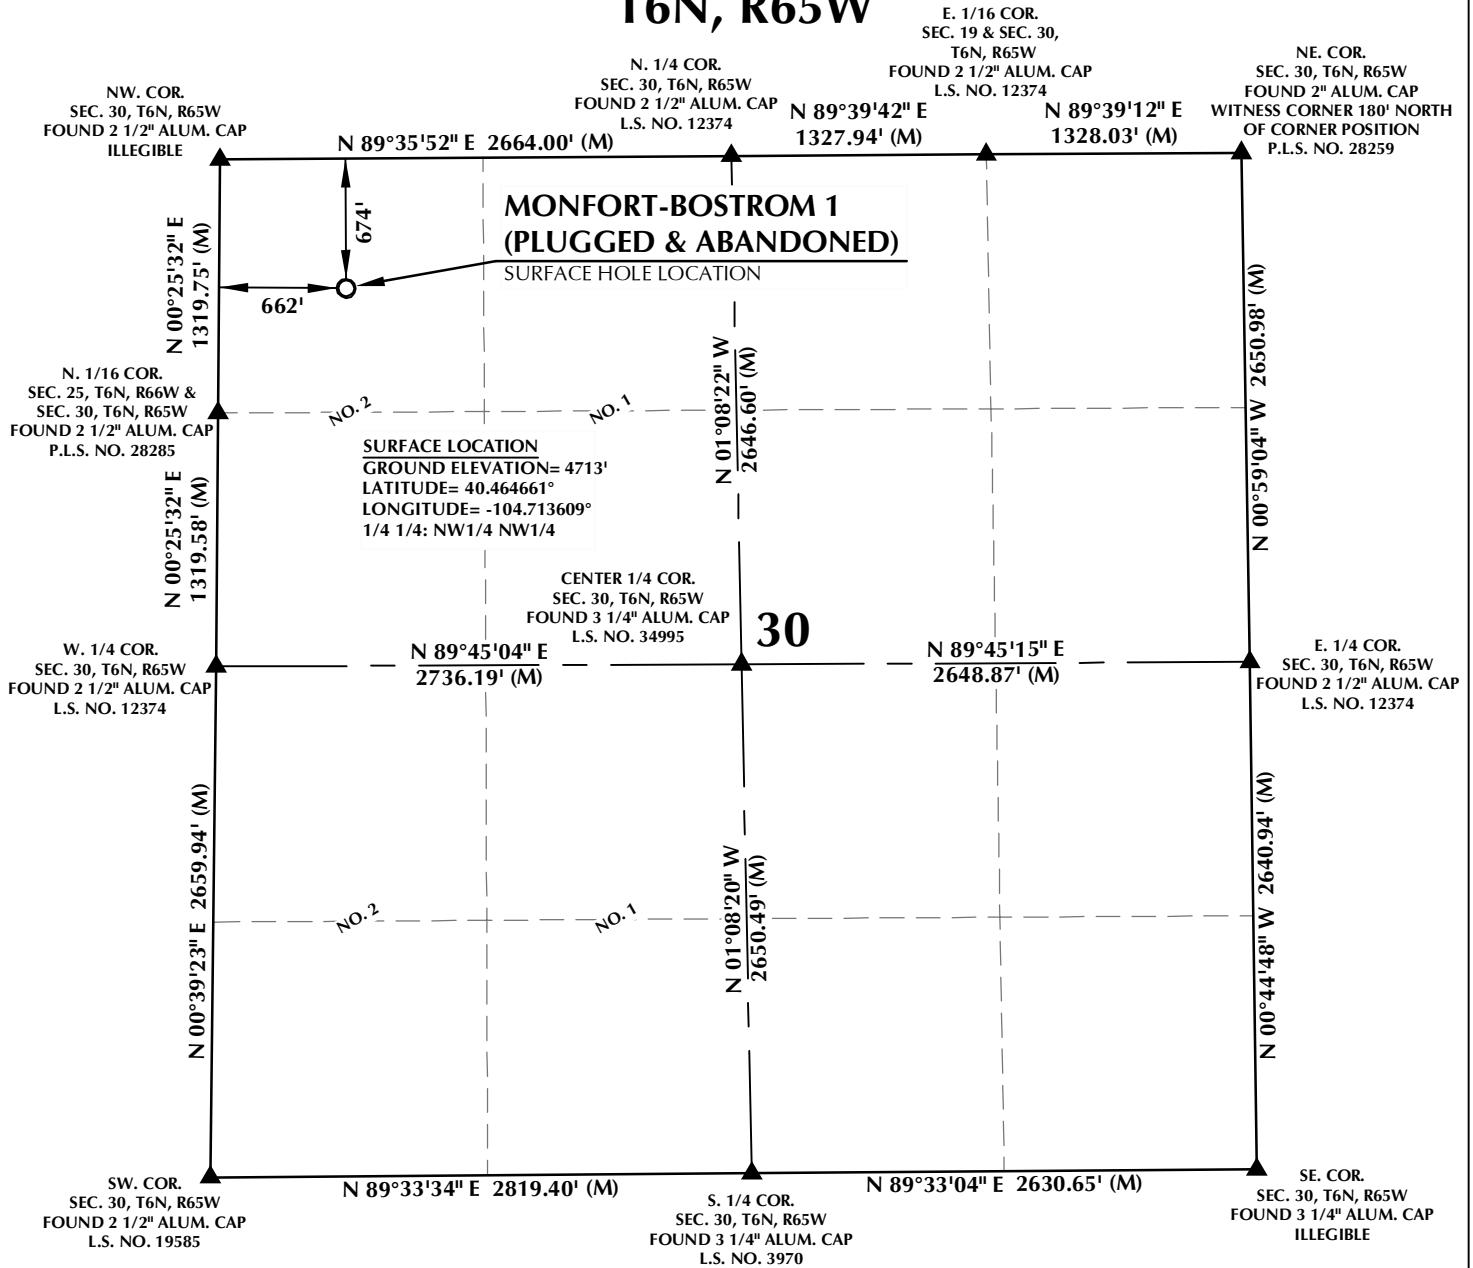 T6N, R65W
E. 1/16 COR.
SEC. 19 & SEC. 30,
T6N, R65W
FOUND 2 1/2" ALUM. CAP
L.S. NO. 12374
N. 1/4 COR.
SEC. 30, T6N, R65W
FOUND 2 1/2" ALUM. CAP
L.S. NO. 12374
NE. COR.
SEC. 30, T6N, R65W
FOUND 2" ALUM. CAP
WITNESS CORNER 180' NORTH
OF CORNER POSITION
P.L.S. NO. 28259
NW. COR.
SEC. 30, T6N, R65W
FOUND 2 1/2" ALUM. CAP
ILLEGIBLE
N 89°35'52" E 2664.00' (M)
N 89°39'42" E
1327.94' (M)
N 89°39'12" E
1328.03' (M)
674'
662'
MONFORT-BOSTROM 1
(PLUGGED & ABANDONED)
SURFACE HOLE LOCATION
N 00°25'32" E
1319.75' (M)
N 01°08'22" W
2646.60' (M)
N 00°59'04" W 2650.98' (M)
N. 1/16 COR.
SEC. 25, T6N, R66W &
SEC. 30, T6N, R65W
FOUND 2 1/2" ALUM. CAP
P.L.S. NO. 28285
NO. 2
NO. 1
SURFACE LOCATION
GROUND ELEVATION= 4713'
LATITUDE= 40.464661°
LONGITUDE= -104.713609°
1/4 1/4: NW1/4 NW1/4
N 00°25'32" E
1319.58' (M)
CENTER 1/4 COR.
SEC. 30, T6N, R65W
FOUND 3 1/4" ALUM. CAP
L.S. NO. 34995
30
W. 1/4 COR.
SEC. 30, T6N, R65W
FOUND 2 1/2" ALUM. CAP
L.S. NO. 12374
N 89°45'04" E
2736.19' (M)
N 89°45'15" E
2648.87' (M)
E. 1/4 COR.
SEC. 30, T6N, R65W
FOUND 2 1/2" ALUM. CAP
L.S. NO. 12374
N 00°39'23" E 2659.94' (M)
NO. 2
NO. 1
N 01°08'20" W
2650.49' (M)
N 00°44'48" W 2640.94' (M)
SW. COR.
SEC. 30, T6N, R65W
FOUND 2 1/2" ALUM. CAP
L.S. NO. 19585
N 89°33'34" E 2819.40' (M)
S. 1/4 COR.
SEC. 30, T6N, R65W
FOUND 3 1/4" ALUM. CAP
L.S. NO. 3970
N 89°33'04" E 2630.65' (M)
SE. COR.
SEC. 30, T6N, R65W
FOUND 3 1/4" ALUM. CAP
ILLEGIBLE